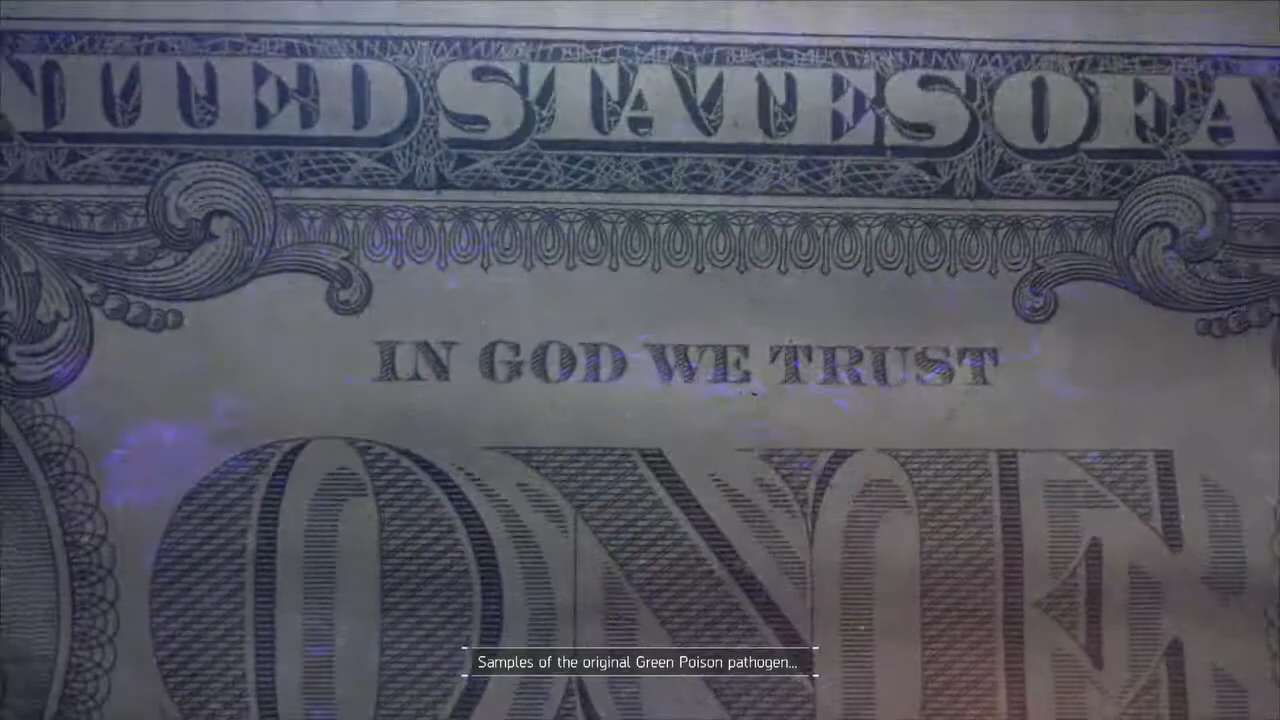 NITED STATES OF A
IN GOD WE TRUST
ONE
Samples of the original Green Poison pathogen...